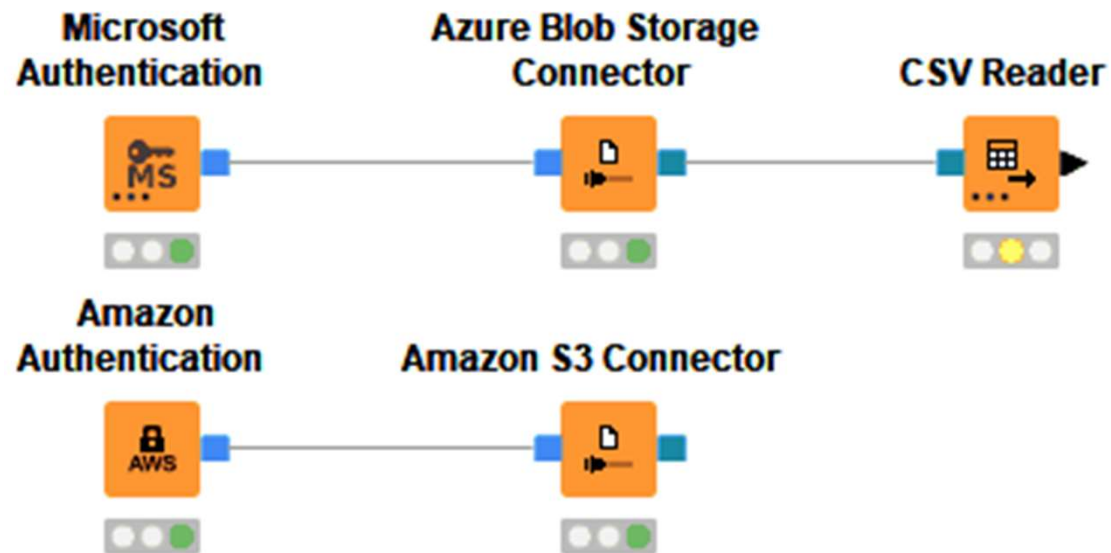 Microsoft
Authentication
Azure Blob Storage
Connector
CSV Reader
MS
Amazon
Authentication
Amazon S3 Connector
AWS